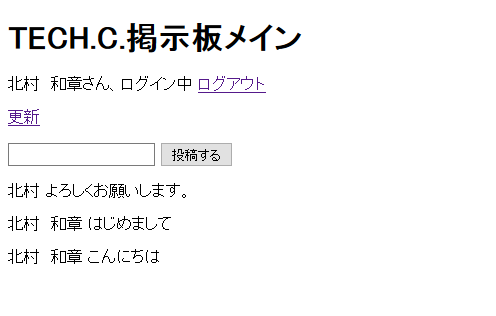 TECH.C.掲示板メイン
北村　和章さん、ログイン中 ログアウト
更新
投稿する
北村 よろしくお願いします。
北村　和章 はじめまして
北村　和章 こんにちは